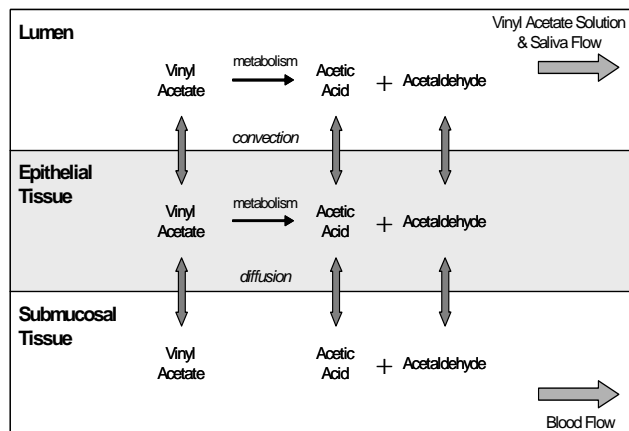 Lumen
Vinyl Acetate Solution
& Saliva Flow
Vinyl
Acetate
metabolism
Acetic
Acid
+
Acetaldehyde
convection
Epithelial
Tissue
Vinyl
Acetate
metabolism
Acetic
Acid
+
Acetaldehyde
diffusion
Submucosal
Tissue
Vinyl
Acetate
Acetic
Acid
+
Acetaldehyde
Blood Flow